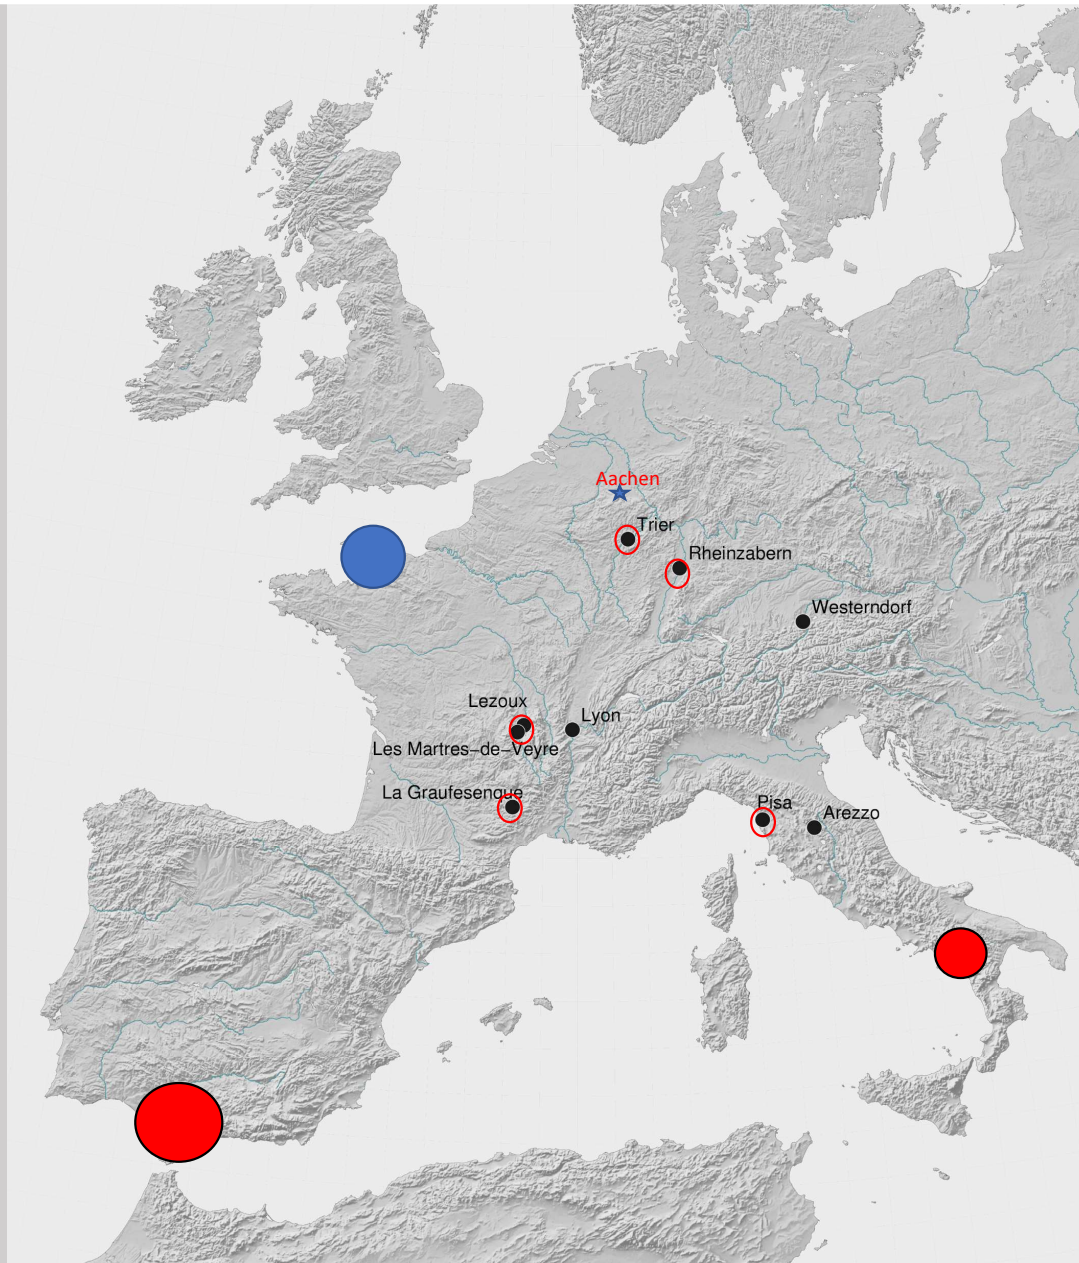 Aachen
Trier
Rheinzabern
Westerndorf
Lezoux
Lyon
Les Martres−de−Veyre
La Graufesenque
Pisa
Arezzo